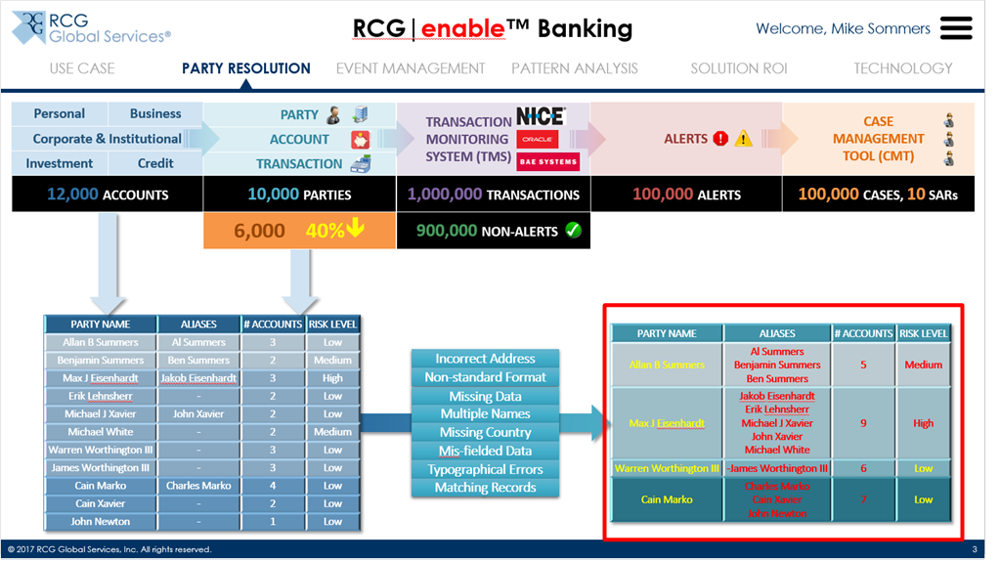 RCG
Global Services®
RCG|enable™ Banking
Welcome, Mike Sommers
USE CASE
PARTY RESOLUTION
EVENT MANAGEMENT
PATTERN ANALYSIS
SOLUTION ROI
TECHNOLOGY
Personal
Business
Corporate & Institutional
Investment
Credit
PARTY
ACCOUNT
TRANSACTION
TRANSACTION
MONITORING
SYSTEM (TMS)
NICE®
ORACLE
BAE SYSTEMS
ALERTS
CASE
MANAGEMENT
TOOL (CMT)
12,000 ACCOUNTS
10,000 PARTIES
1,000,000 TRANSACTIONS
100,000 ALERTS
100,000 CASES, 10 SARs
6,000 40%
900,000 NON-ALERTS
PARTY NAME ALIASES # ACCOUNTS RISK LEVEL
Allan B Summers Al Summers 3 Low
Benjamin Summers Ben Summers 2 Medium
Max J Eisenhardt Jakob Eisenhardt 3 High
Erik Lehnsherr - 2 Low
Michael J Xavier John Xavier 2 Low
Michael White - 2 Medium
Warren Worthington III - 3 Low
James Worthington III - 3 Low
Cain Marko Charles Marko 4 Low
Cain Xavier - 2 Low
John Newton - 1 Low
Incorrect Address
Non-standard Format
Missing Data
Multiple Names
Missing Country
Mis-fielded Data
Typographical Errors
Matching Records
PARTY NAME ALIASES # ACCOUNTS RISK LEVEL
Al Summers
Allan B Summers Benjamin Summers 5 Medium
Ben Summers
Jakob Eisenhardt
Erik Lehnsherr
Max J Eisenhardt Michael J Xavier 9 High
John Xavier
Michael White
Warren Worthington III -James Worthington III 6 Low
Charles Marko
Cain Marko Cain Xavier 7 Low
John Newton
© 2017 RCG Global Services, Inc. All rights reserved.
3